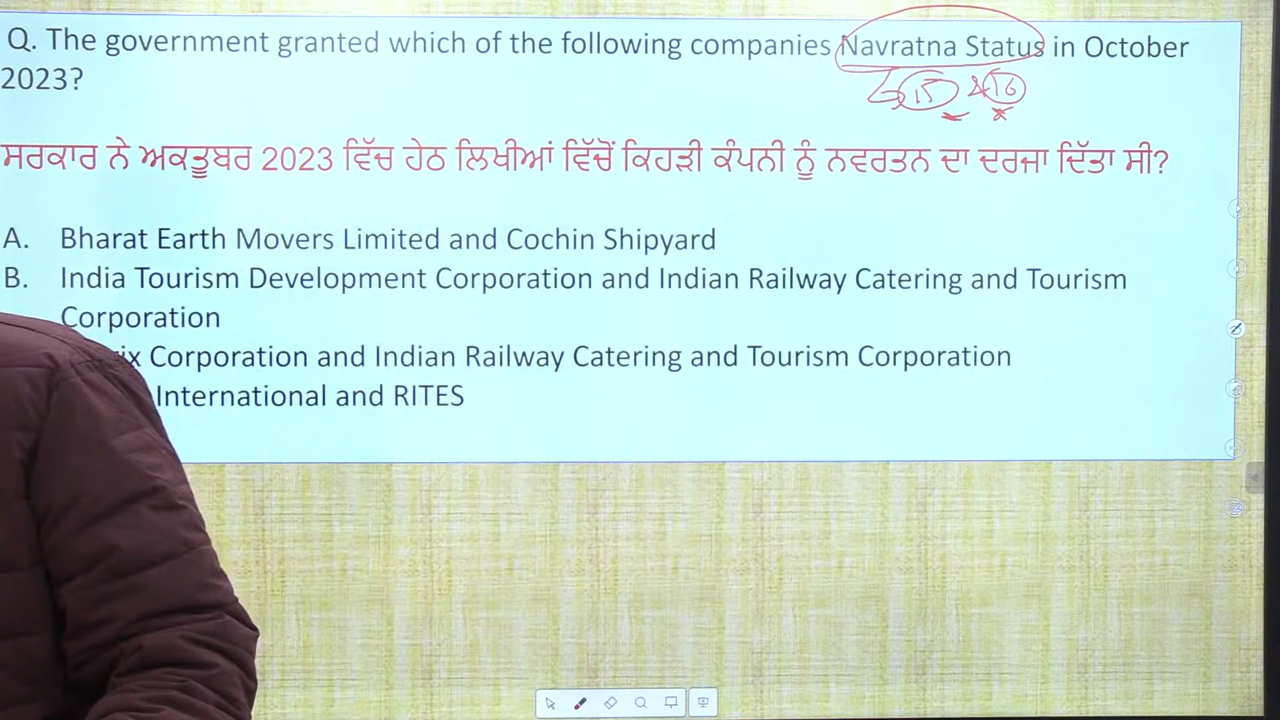 Q. The government granted which of the following companies Navratna Status in October
2023?
15 & 16
ਸਰਕਾਰ ਨੇ ਅਕਤੂਬਰ 2023 ਵਿੱਚ ਹੇਠ ਲਿਖੀਆਂ ਵਿੱਚੋਂ ਕਿਹੜੀ ਕੰਪਨੀ ਨੂੰ ਨਵਰਤਨ ਦਾ ਦਰਜਾ ਦਿੱਤਾ ਸੀ?
A. Bharat Earth Movers Limited and Cochin Shipyard
B. India Tourism Development Corporation and Indian Railway Catering and Tourism
Corporation
Corporation and Indian Railway Catering and Tourism Corporation
International and RITES